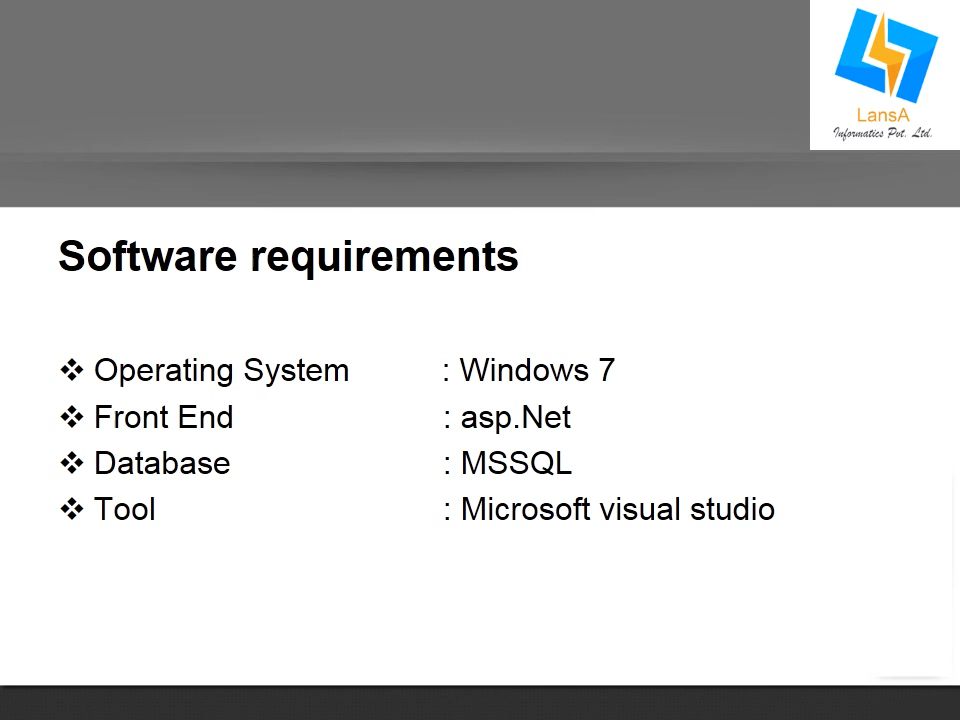 LansA
Informatics Pvt. Ltd.
Software requirements
❖ Operating System : Windows 7
❖ Front End : asp.Net
❖ Database : MSSQL
❖ Tool : Microsoft visual studio